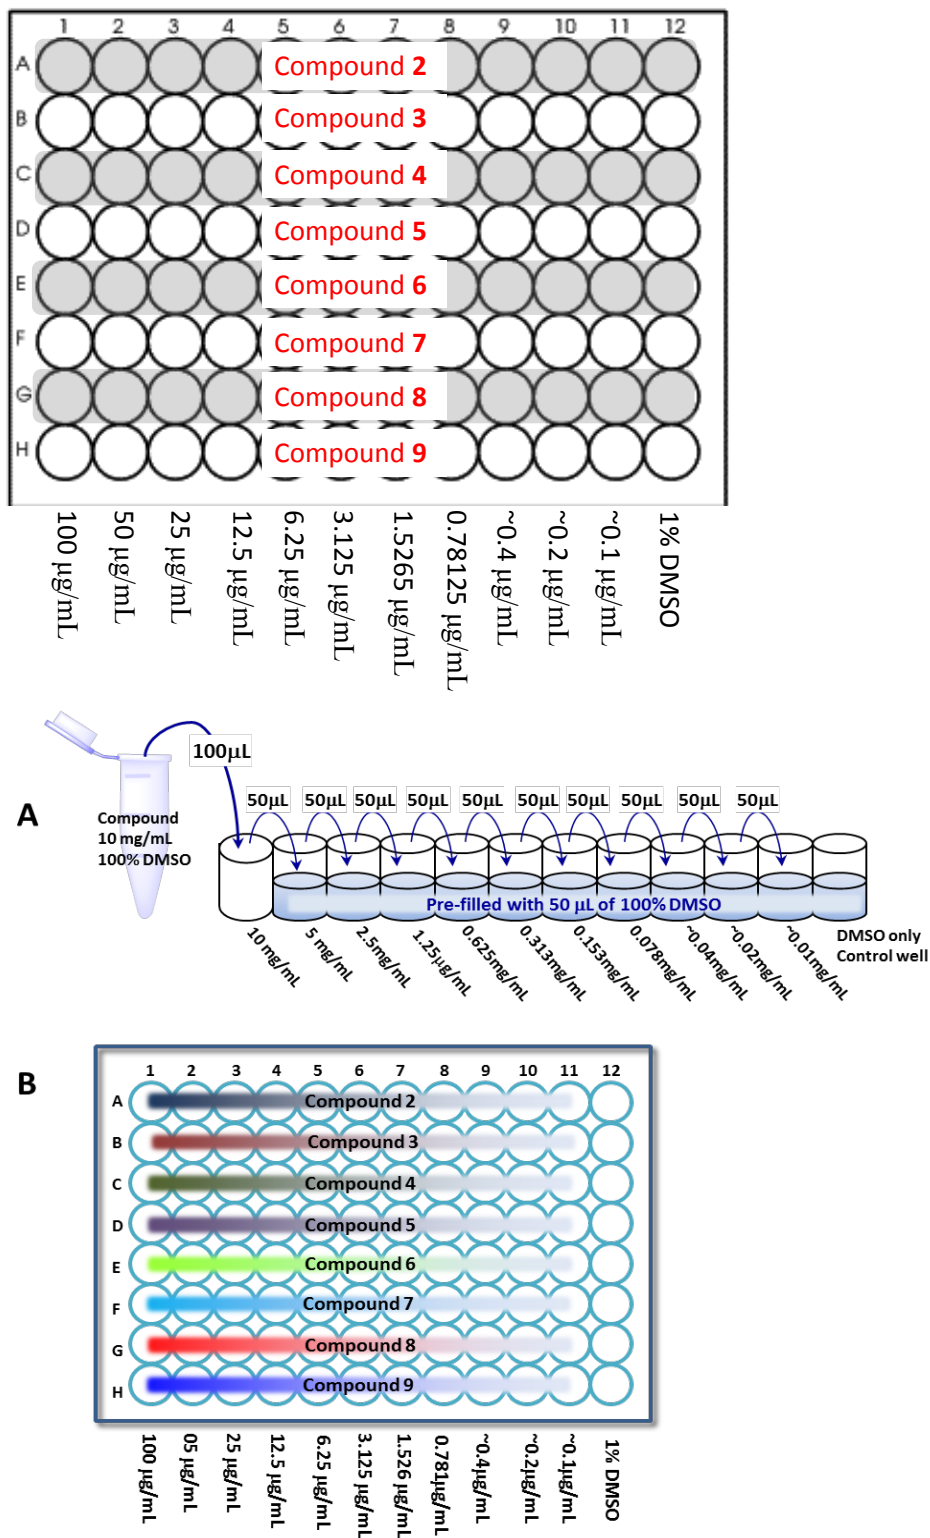 1 2 3 4 5 6 7 8 9 10 11 12
A Compound 2
B Compound 3
C Compound 4
D Compound 5
E Compound 6
F Compound 7
G Compound 8
H Compound 9
100 µg/mL
50 µg/mL
25 µg/mL
12.5 µg/mL
6.25 µg/mL
3.125 µg/mL
1.5265 µg/mL
0.78125 µg/mL
~0.4 µg/mL
~0.2 µg/mL
~0.1 µg/mL
1% DMSO
A
Compound
10 mg/mL
100% DMSO
100µL
50µL 50µL 50µL 50µL 50µL 50µL 50µL 50µL 50µL 50µL
Pre-filled with 50 µL of 100% DMSO
10 mg/mL
5 mg/mL
2.5mg/mL
1.25µg/mL
0.625mg/mL
0.313mg/mL
0.153mg/mL
0.078mg/mL
~0.04mg/mL
~0.02mg/mL
~0.01mg/mL
DMSO only
Control well
B
1 2 3 4 5 6 7 8 9 10 11 12
A Compound 2
B Compound 3
C Compound 4
D Compound 5
E Compound 6
F Compound 7
G Compound 8
H Compound 9
100 µg/mL
05 µg/mL
25 µg/mL
12.5 µg/mL
6.25 µg/mL
3.125 µg/mL
1.526 µg/mL
0.781µg/mL
~0.4µg/mL
~0.2µg/mL
~0.1µg/mL
1% DMSO